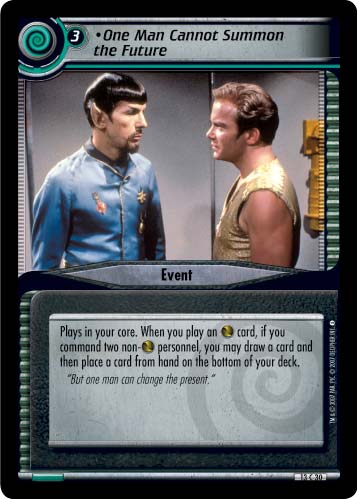 3
•One Man Cannot Summon
the Future
Event
Plays in your core. When you play an card, if you
command two non- personnel, you may draw a card and
then place a card from hand on the bottom of your deck.
"But one man can change the present."
13 C 30